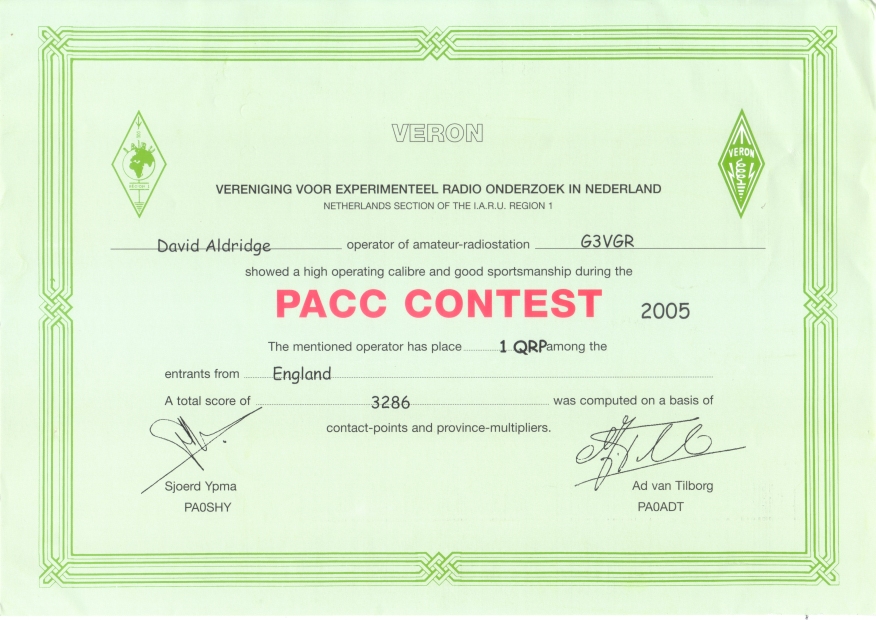 VERON
I.A.R.U.
VERON
VERENIGING VOOR EXPERIMENTEEL RADIO ONDERZOEK IN NEDERLAND
NETHERLANDS SECTION OF THE I.A.R.U. REGION 1
David Aldridge operator of amateur-radiostation G3VGR
showed a high operating calibre and good sportsmanship during the
PACC CONTEST 2005
The mentioned operator has place 1 QRP among the
entrants from England
A total score of 3286 was computed on a basis of
contact-points and province-multipliers.
Sjoerd Ypma
PA0SHY
Ad van Tilborg
PA0ADT